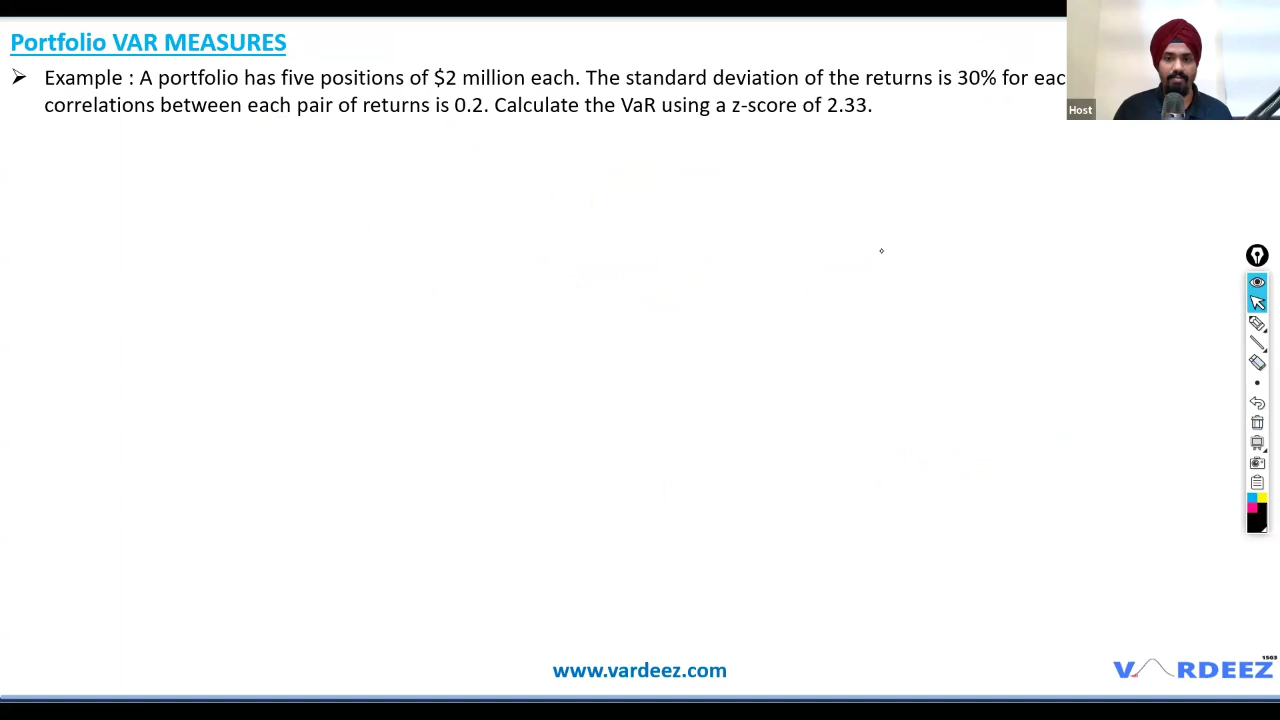 Portfolio VAR MEASURES
Example : A portfolio has five positions of $2 million each. The standard deviation of the returns is 30% for eac
correlations between each pair of returns is 0.2. Calculate the VaR using a z-score of 2.33.
Host
www.vardeez.com
1503
V RDEEZ